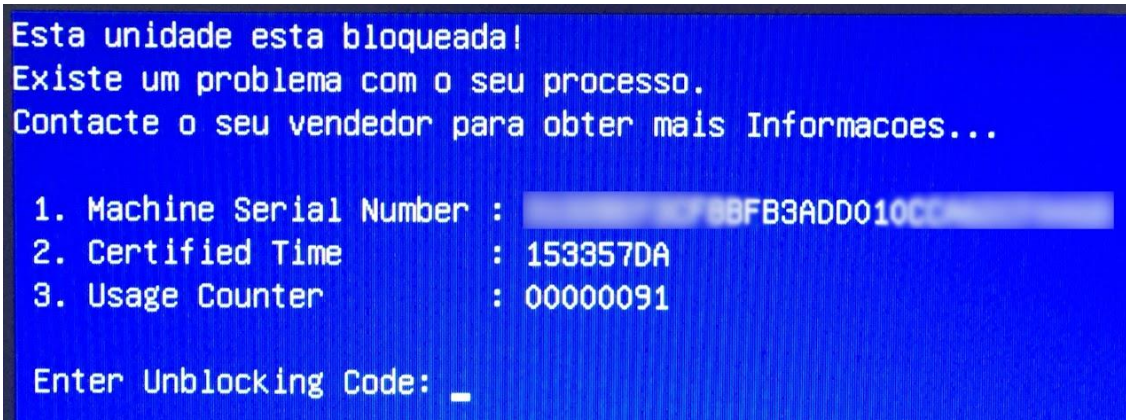 Esta unidade esta bloqueada!
Existe um problema com o seu processo.
Contacte o seu vendedor para obter mais Informacoes...
1. Machine Serial Number :
2. Certified Time : 153357DA
3. Usage Counter : 00000091
Enter Unblocking Code: _